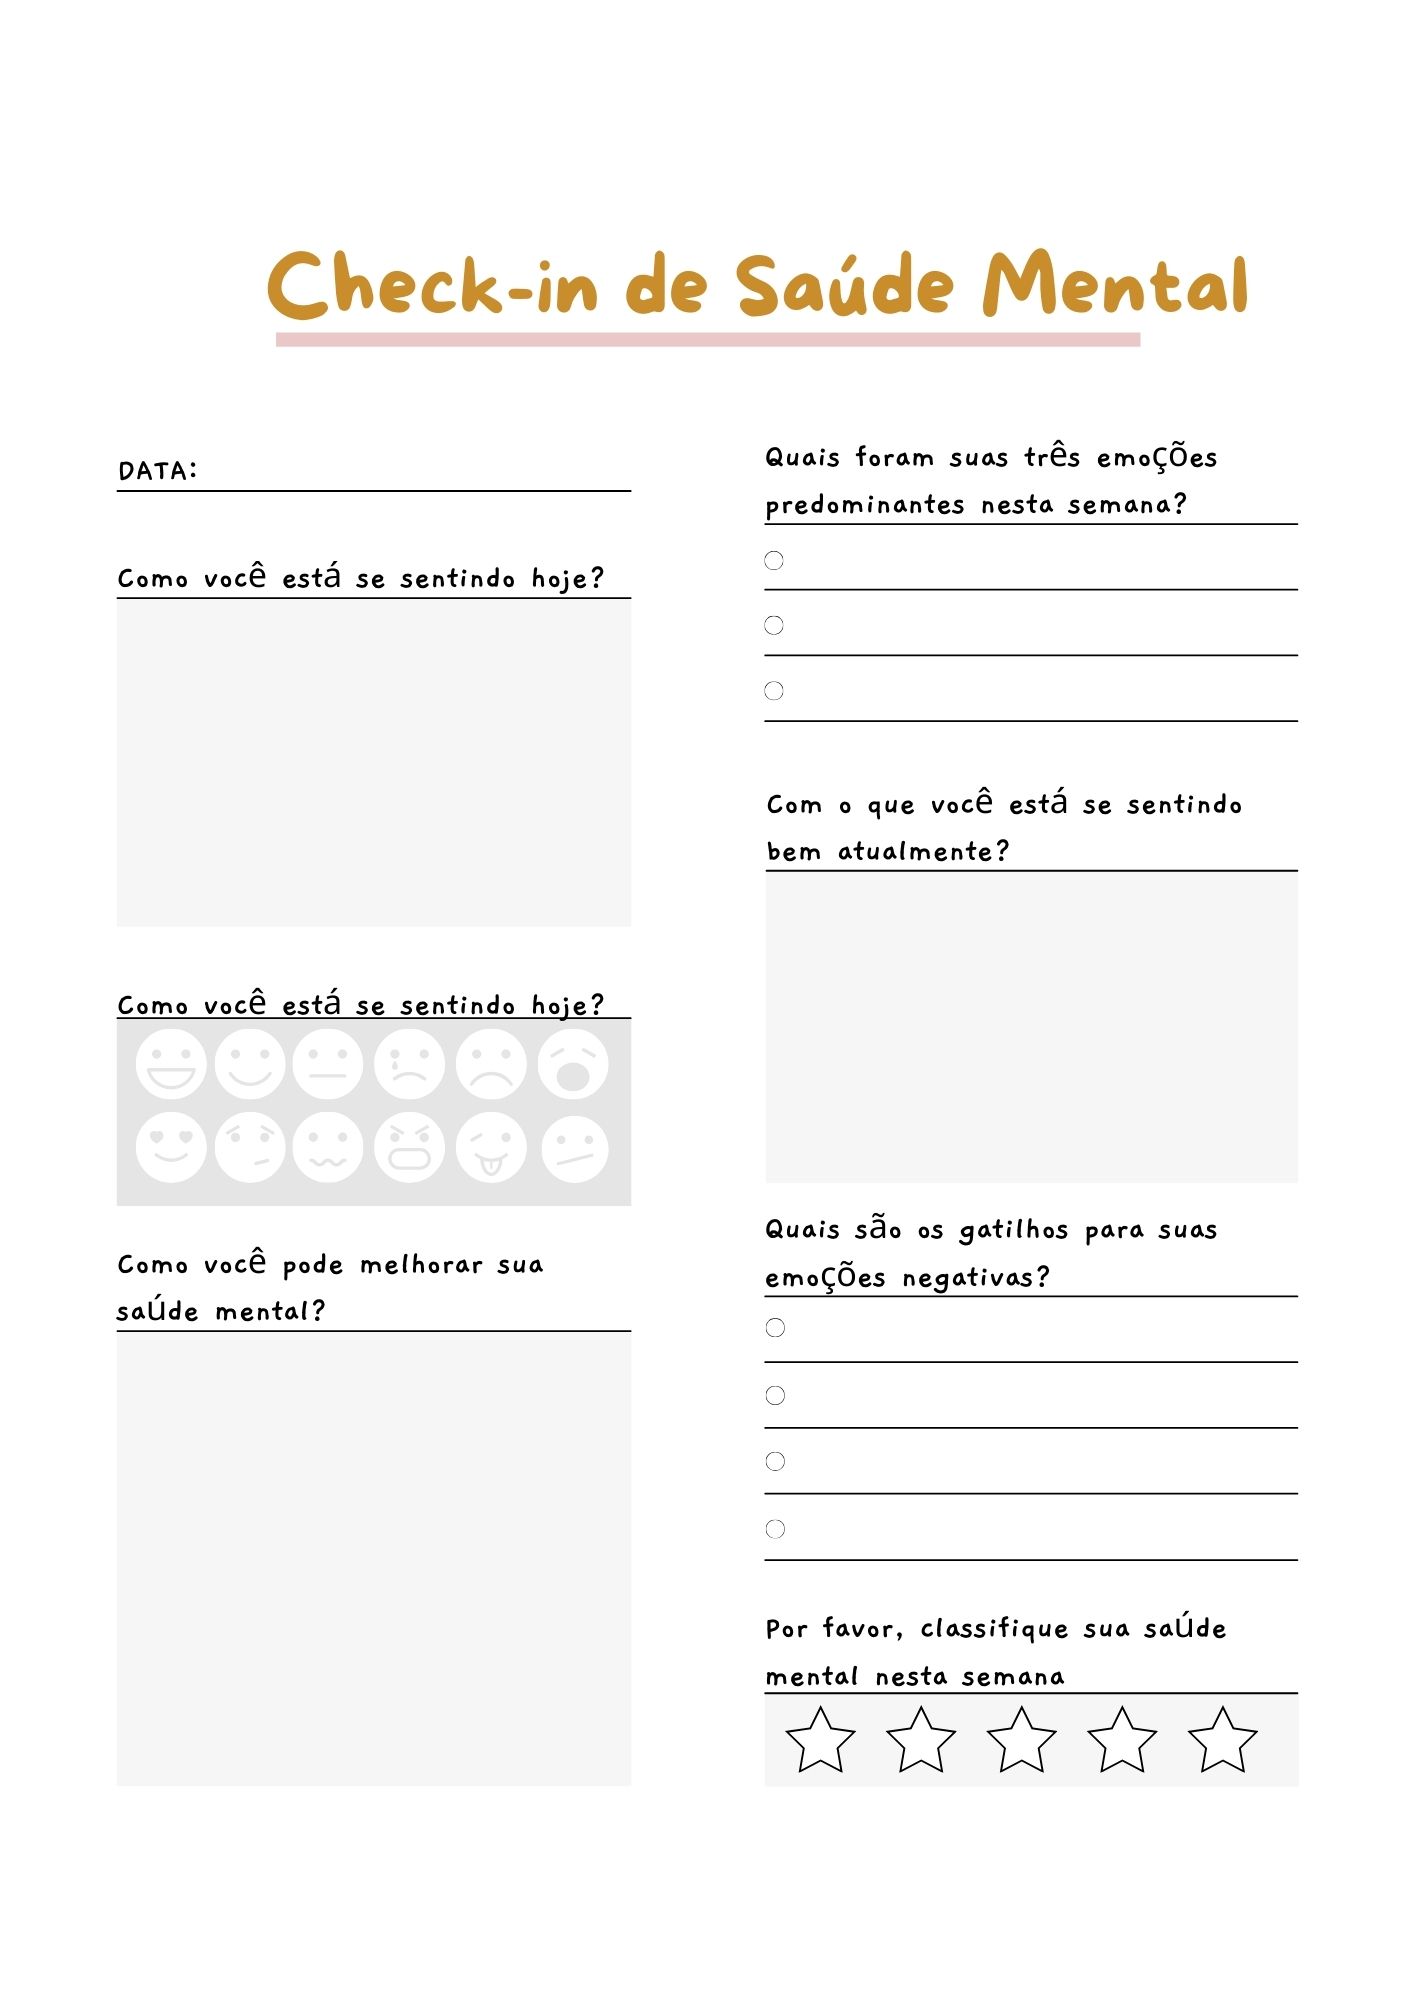 Check-in de Saúde Mental
DATA:
Como você está se sentindo hoje?
Como você está se sentindo hoje?
Como você pode melhorar sua
saúde mental?
Quais foram suas três emoções
predominantes nesta semana?
Com o que você está se sentindo
bem atualmente?
Quais são os gatilhos para suas
emoções negativas?
Por favor, classifique sua saúde
mental nesta semana